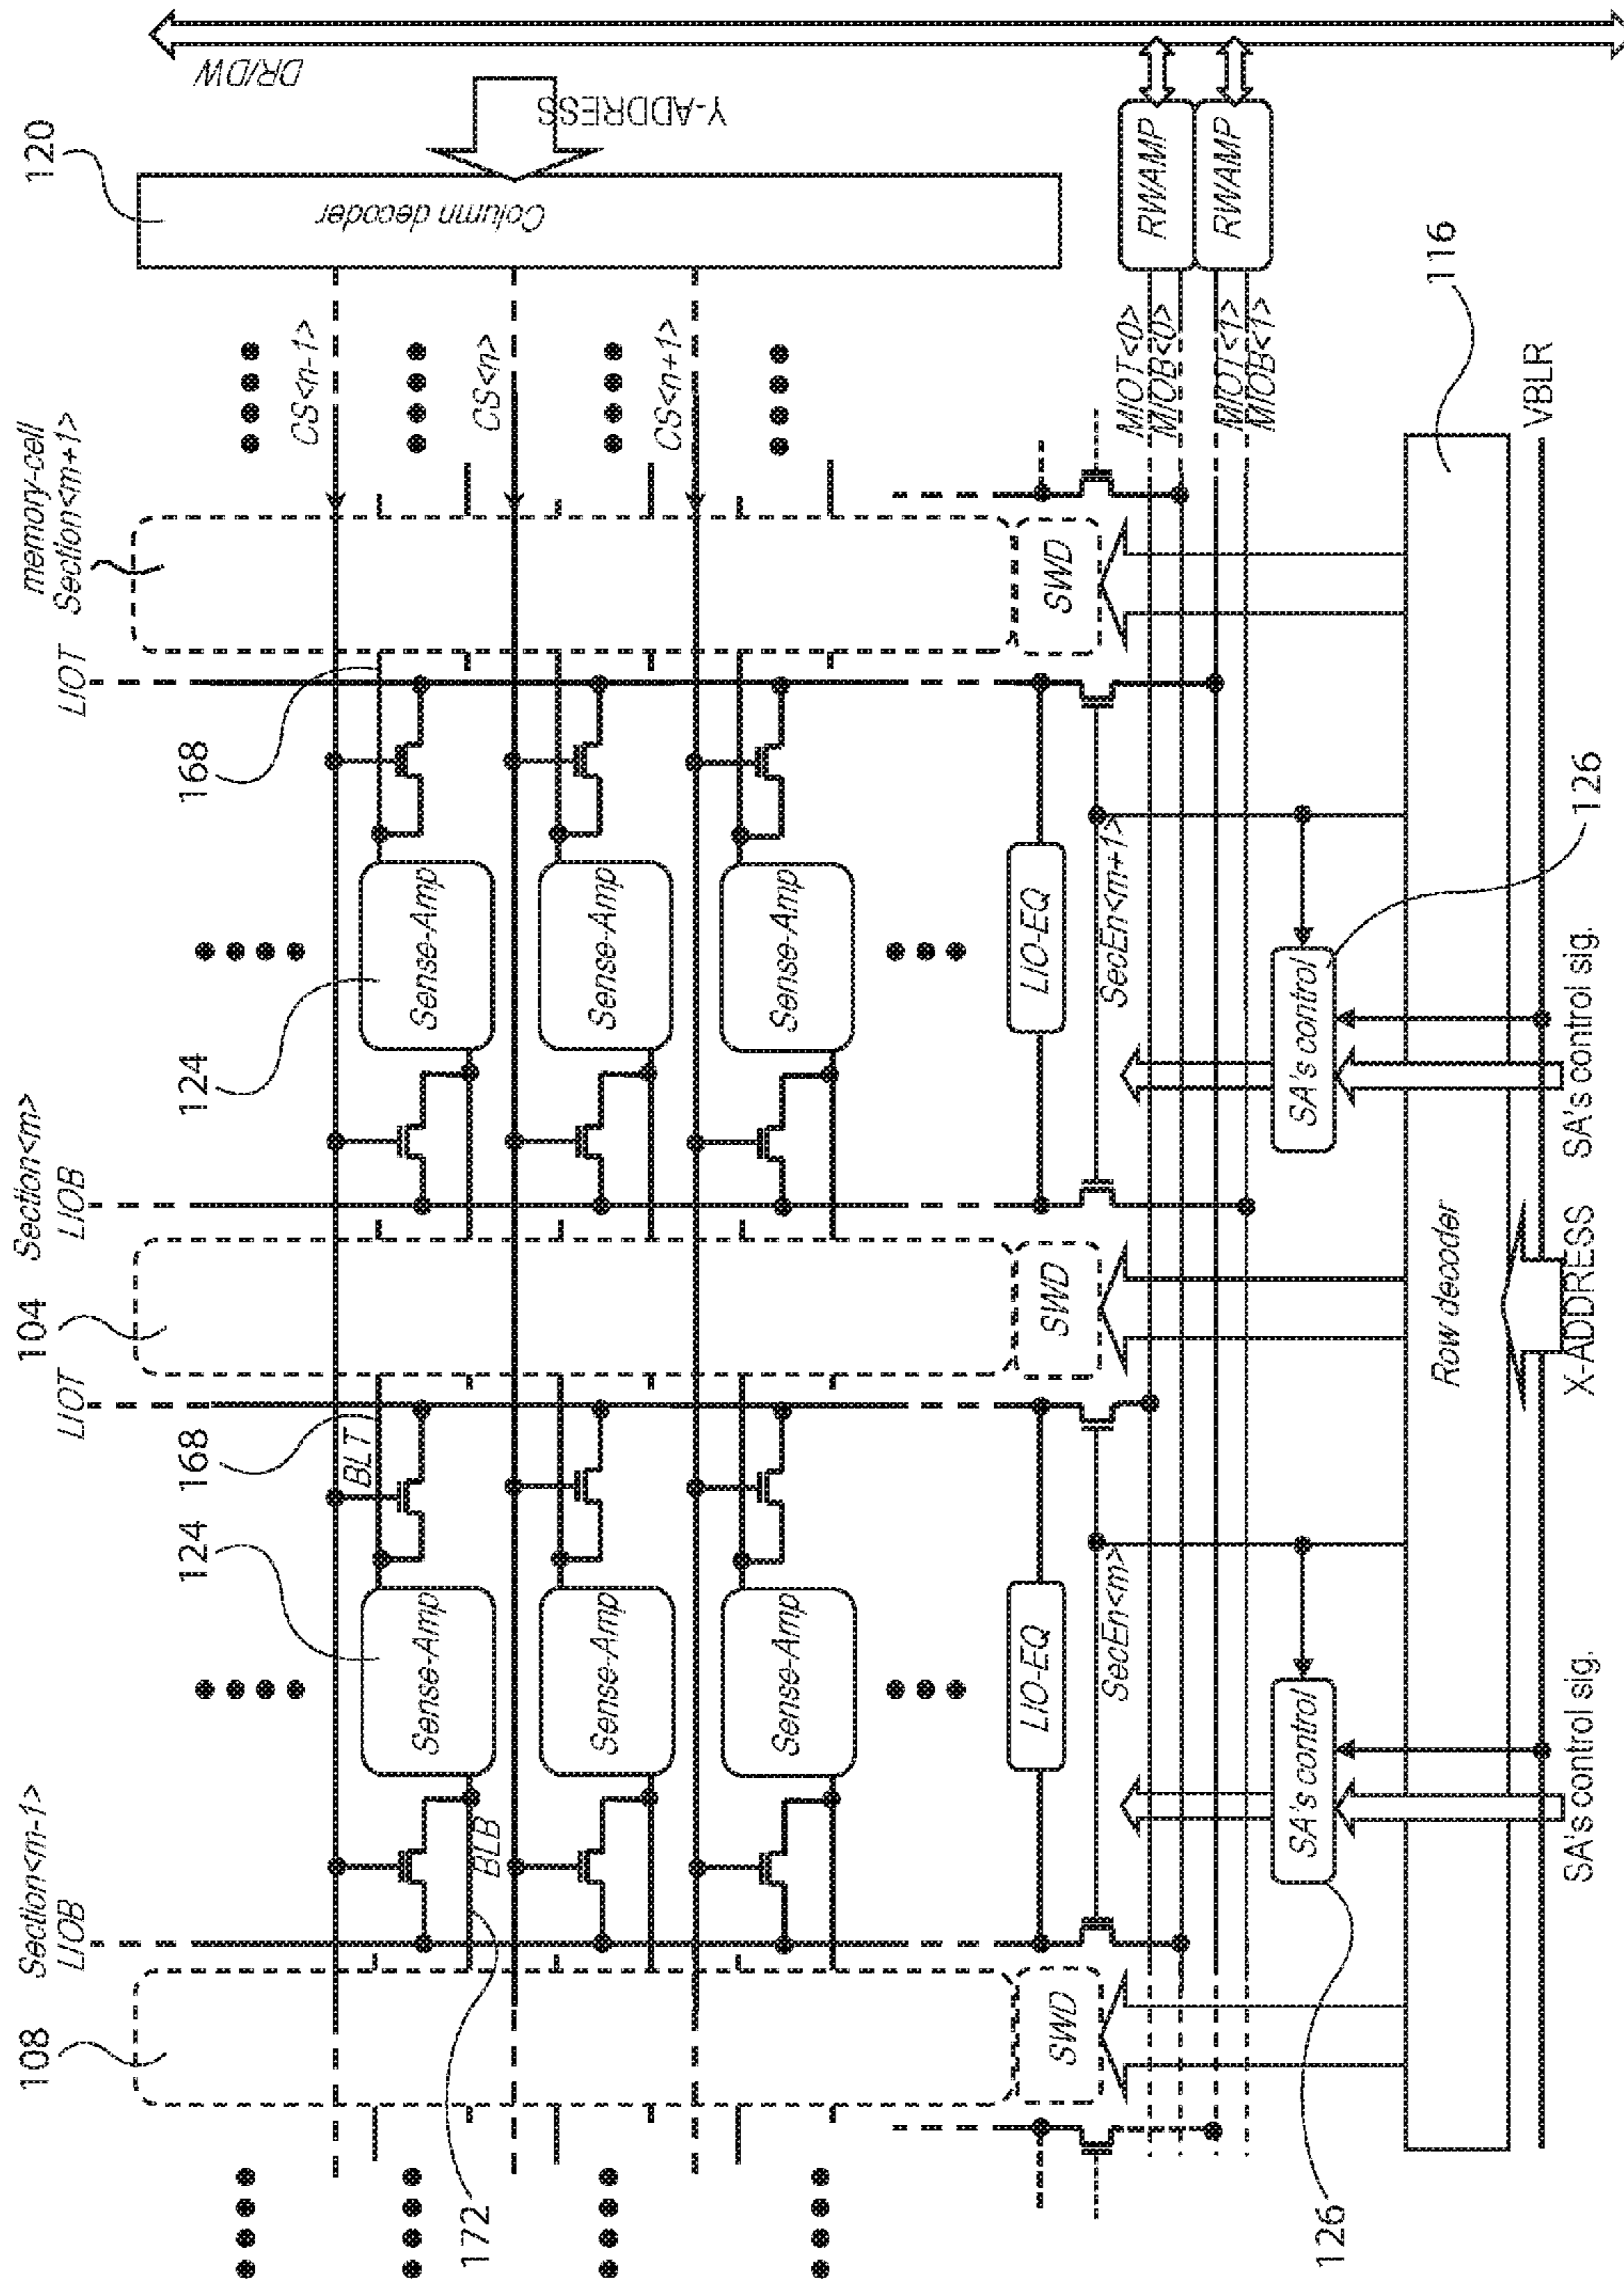 108
Section<m-1>
LIOB
LIOT
104
Section<m>
LIOB
LIOT
memory-cell
Section<m+1>
120
DR/DW
Y-ADDRESS
Column decoder
CS<n-1>
CS<n>
CS<n+1>
124
168
BLT
124
168
Sense-Amp
Sense-Amp
Sense-Amp
Sense-Amp
Sense-Amp
Sense-Amp
BLB
172
LIO-EQ
LIO-EQ
SWD
SWD
SWD
SecEn<m>
SecEn<m+1>
MIOT<0>
MIOB<0>
MIOT<1>
MIOB<1>
RWAMP
RWAMP
SA's control
SA's control
126
126
Row decoder
116
VBLR
SA's control sig.
X-ADDRESS
SA's control sig.